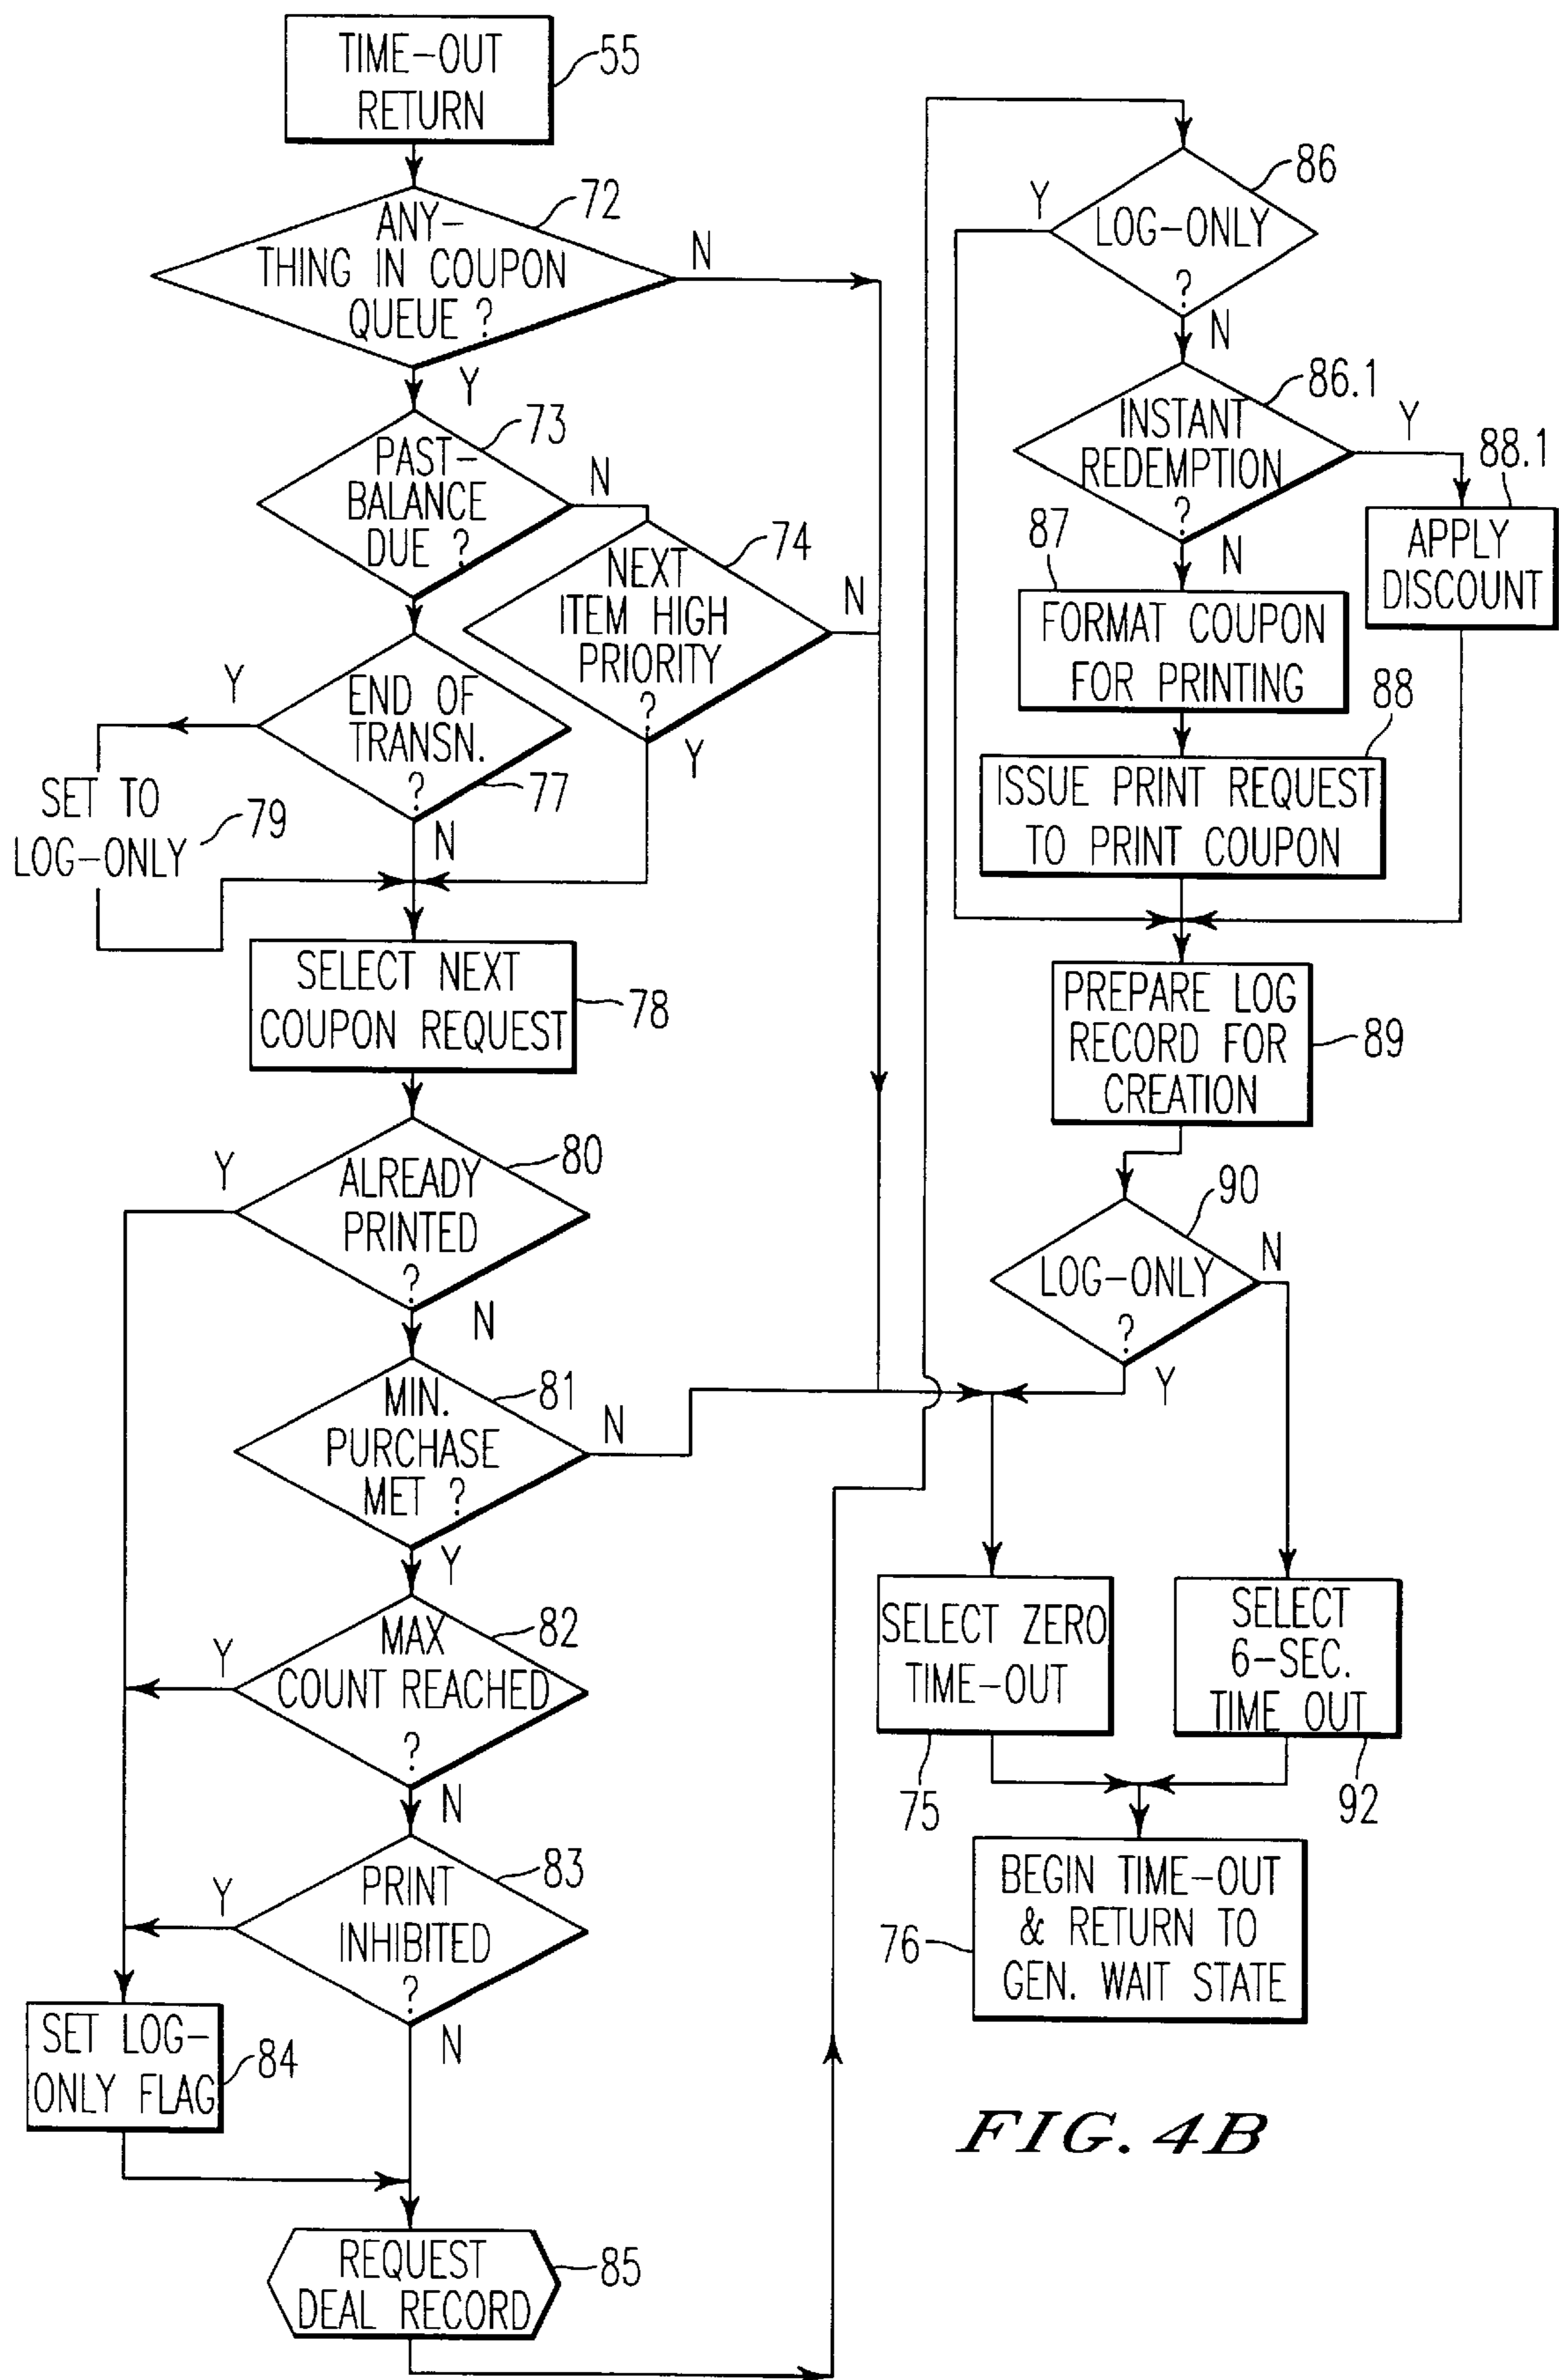 TIME-OUT
RETURN
55
ANY-
THING IN COUPON
QUEUE ?
72
N
Y
PAST-
BALANCE
DUE ?
73
N
NEXT
ITEM HIGH
PRIORITY
?
74
N
Y
END OF
TRANSN.
?
77
Y
N
SET TO
LOG-ONLY
79
SELECT NEXT
COUPON REQUEST
78
ALREADY
PRINTED
?
80
Y
N
MIN.
PURCHASE
MET ?
81
N
Y
MAX
COUNT REACHED
?
82
Y
N
PRINT
INHIBITED
?
83
Y
N
SET LOG-
ONLY FLAG
84
REQUEST
DEAL RECORD
85
LOG-ONLY
?
86
Y
N
INSTANT
REDEMPTION
?
86.1
Y
N
88.1
APPLY
DISCOUNT
87
FORMAT COUPON
FOR PRINTING
88
ISSUE PRINT REQUEST
TO PRINT COUPON
PREPARE LOG
RECORD FOR
CREATION
89
LOG-ONLY
?
90
N
Y
SELECT ZERO
TIME-OUT
75
SELECT
6-SEC.
TIME OUT
92
BEGIN TIME-OUT
& RETURN TO
GEN. WAIT STATE
76
FIG. 4B